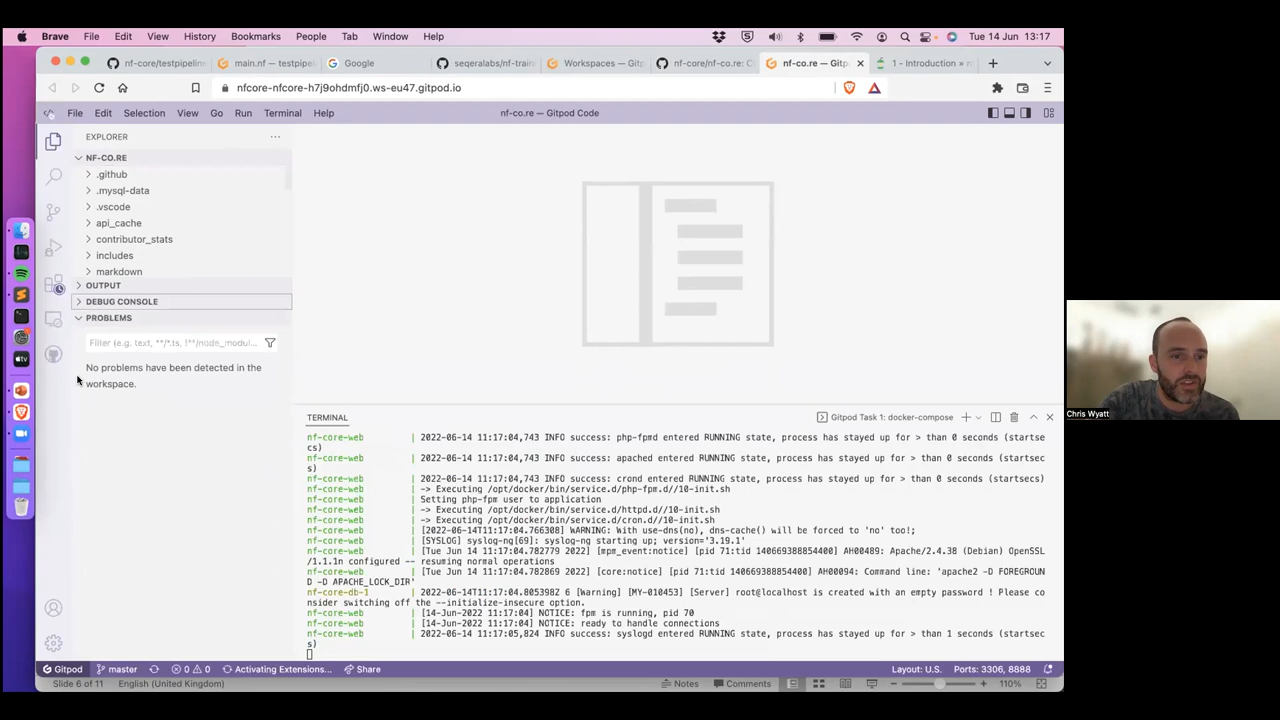 Brave File Edit View History Bookmarks People Tab Window Help Tue 14 Jun 13:17
nf-core/testpipeline main.nf — testpipe Google seqeralabs/nf-train Workspaces — Gitp nf-core/nf-co.re: C nf-co.re — Gitpod 1 - Introduction » n
nfcore-nfcore-h7j9ohdmfj0.ws-eu47.gitpod.io
File Edit Selection View Go Run Terminal Help nf-co.re — Gitpod Code
EXPLORER
NF-CO.RE
.github
.mysql-data
.vscode
api_cache
contributor_stats
includes
markdown
OUTPUT
DEBUG CONSOLE
PROBLEMS
Filter (e.g. text, **/*.ts, !**/node_modul...
No problems have been detected in the
workspace.
TERMINAL Gitpod Task 1: docker-compose
nf-core-web | 2022-06-14 11:17:04,743 INFO success: php-fpmd entered RUNNING state, process has stayed up for > than 0 seconds (startse
cs)
nf-core-web | 2022-06-14 11:17:04,743 INFO success: apached entered RUNNING state, process has stayed up for > than 0 seconds (startsec
s)
nf-core-web | 2022-06-14 11:17:04,743 INFO success: crond entered RUNNING state, process has stayed up for > than 0 seconds (startsecs)
nf-core-web | -> Executing /opt/docker/bin/service.d/php-fpm.d//10-init.sh
nf-core-web | Setting php-fpm user to application
nf-core-web | -> Executing /opt/docker/bin/service.d/httpd.d//10-init.sh
nf-core-web | -> Executing /opt/docker/bin/service.d/cron.d//10-init.sh
nf-core-web | [2022-06-14T11:17:04.766308] WARNING: With use-dns(no), dns-cache() will be forced to 'no' too!;
nf-core-web | [SYSLOG] syslog-ng[69]: syslog-ng starting up; version='3.19.1'
nf-core-web | [Tue Jun 14 11:17:04.782779 2022] [mpm_event:notice] [pid 71:tid 140669388854400] AH00489: Apache/2.4.38 (Debian) OpenSSL
/1.1.1n configured -- resuming normal operations
nf-core-web | [Tue Jun 14 11:17:04.782869 2022] [core:notice] [pid 71:tid 140669388854400] AH00094: Command line: 'apache2 -D FOREGROUN
D -D APACHE_LOCK_DIR'
nf-core-db-1 | 2022-06-14T11:17:04.805398Z 6 [Warning] [MY-010453] [Server] root@localhost is created with an empty password ! Please co
nsider switching off the --initialize-insecure option.
nf-core-web | [14-Jun-2022 11:17:04] NOTICE: fpm is running, pid 70
nf-core-web | [14-Jun-2022 11:17:04] NOTICE: ready to handle connections
nf-core-web | 2022-06-14 11:17:05,824 INFO success: syslogd entered RUNNING state, process has stayed up for > than 1 seconds (startsec
s)
Gitpod master 0 0 Activating Extensions... Share Layout: U.S. Ports: 3306, 8888
Slide 6 of 11 English (United Kingdom) Notes Comments 110%
Chris Wyatt